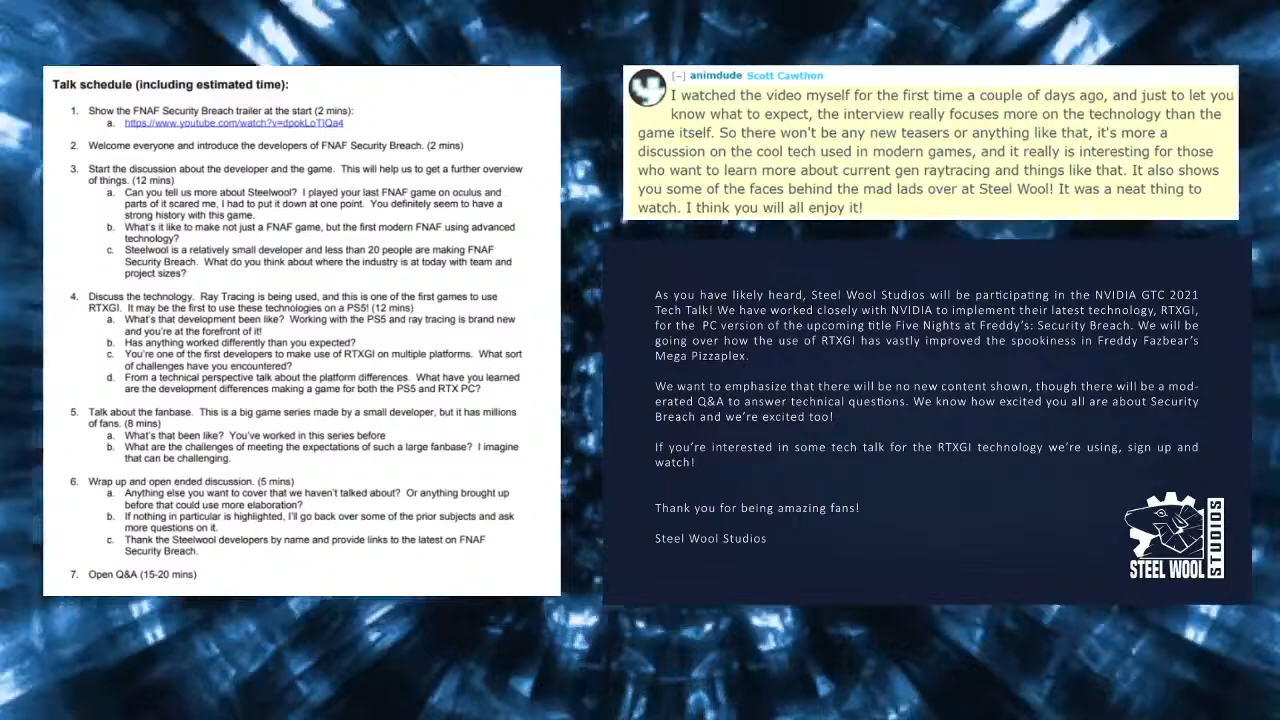 Talk schedule (including estimated time):
1. Show the FNAF Security Breach trailer at the start (2 mins):
a. https://www.youtube.com/watch?v=dpokLoTlQa4
2. Welcome everyone and introduce the developers of FNAF Security Breach. (2 mins)
3. Start the discussion about the developer and the game. This will help us to get a further overview
of things. (12 mins)
a. Can you tell us more about Steelwool? I played your last FNAF game on oculus and
parts of it scared me, I had to put it down at one point. You definitely seem to have a
strong history with this game.
b. What's it like to make not just a FNAF game, but the first modern FNAF using advanced
technology?
c. Steelwool is a relatively small developer and less than 20 people are making FNAF
Security Breach. What do you think about where the industry is at today with team and
project sizes?
4. Discuss the technology. Ray Tracing is being used, and this is one of the first games to use
RTXGI. It may be the first to use these technologies on a PS5! (12 mins)
a. What's that development been like? Working with the PS5 and ray tracing is brand new
and you're at the forefront of it!
b. Has anything worked differently than you expected?
c. You're one of the first developers to make use of RTXGI on multiple platforms. What sort
of challenges have you encountered?
d. From a technical perspective talk about the platform differences. What have you learned
are the development differences making a game for both the PS5 and RTX PC?
5. Talk about the fanbase. This is a big game series made by a small developer, but it has millions
of fans. (8 mins)
a. What's that been like? You've worked in this series before
b. What are the challenges of meeting the expectations of such a large fanbase? I imagine
that can be challenging.
6. Wrap up and open ended discussion. (5 mins)
a. Anything else you want to cover that we haven't talked about? Or anything brought up
before that could use more elaboration?
b. If nothing in particular is highlighted, I'll go back over some of the prior subjects and ask
more questions on it.
c. Thank the Steelwool developers by name and provide links to the latest on FNAF
Security Breach.
7. Open Q&A (15-20 mins)
[–] animdude Scott Cawthon
I watched the video myself for the first time a couple of days ago, and just to let you
know what to expect, the interview really focuses more on the technology than the
game itself. So there won't be any new teasers or anything like that, it's more a
discussion on the cool tech used in modern games, and it really is interesting for those
who want to learn more about current gen raytracing and things like that. It also shows
you some of the faces behind the mad lads over at Steel Wool! It was a neat thing to
watch. I think you will all enjoy it!
As you have likely heard, Steel Wool Studios will be participating in the NVIDIA GTC 2021
Tech Talk! We have worked closely with NVIDIA to implement their latest technology, RTXGI,
for the PC version of the upcoming title Five Nights at Freddy's: Security Breach. We will be
going over how the use of RTXGI has vastly improved the spookiness in Freddy Fazbear's
Mega Pizzaplex.
We want to emphasize that there will be no new content shown, though there will be a mod-
erated Q&A to answer technical questions. We know how excited you all are about Security
Breach and we're excited too!
If you're interested in some tech talk for the RTXGI technology we're using, sign up and
watch!
Thank you for being amazing fans!
Steel Wool Studios
STEEL WOOL
STUDIOS